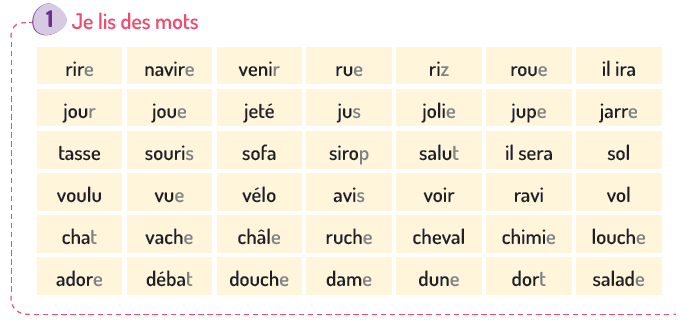 1 Je lis des mots
rire navire venir rue riz roue il ira
jour joue jeté jus jolie jupe jarre
tasse souris sofa sirop salut il sera sol
voulu vue vélo avis voir ravi vol
chat vache châle ruche cheval chimie louche
adore débat douche dame dune dort salade